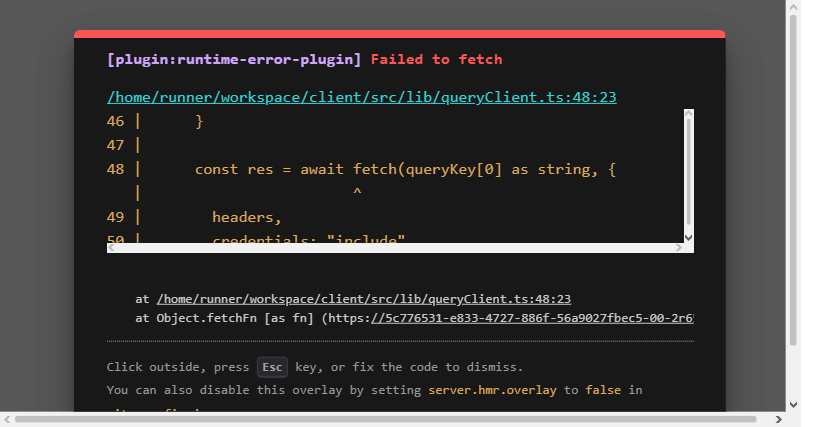 [plugin:runtime-error-plugin] Failed to fetch
/home/runner/workspace/client/src/lib/queryClient.ts:48:23
46 |      }
47 |
48 |      const res = await fetch(queryKey[0] as string, {
   |                        ^
49 |        headers,
50 |        credentials: "include"
at /home/runner/workspace/client/src/lib/queryClient.ts:48:23
at Object.fetchFn [as fn] (https://5c776531-e833-4727-886f-56a9027fbec5-00-2r6
Click outside, press Esc key, or fix the code to dismiss.
You can also disable this overlay by setting server.hmr.overlay to false in